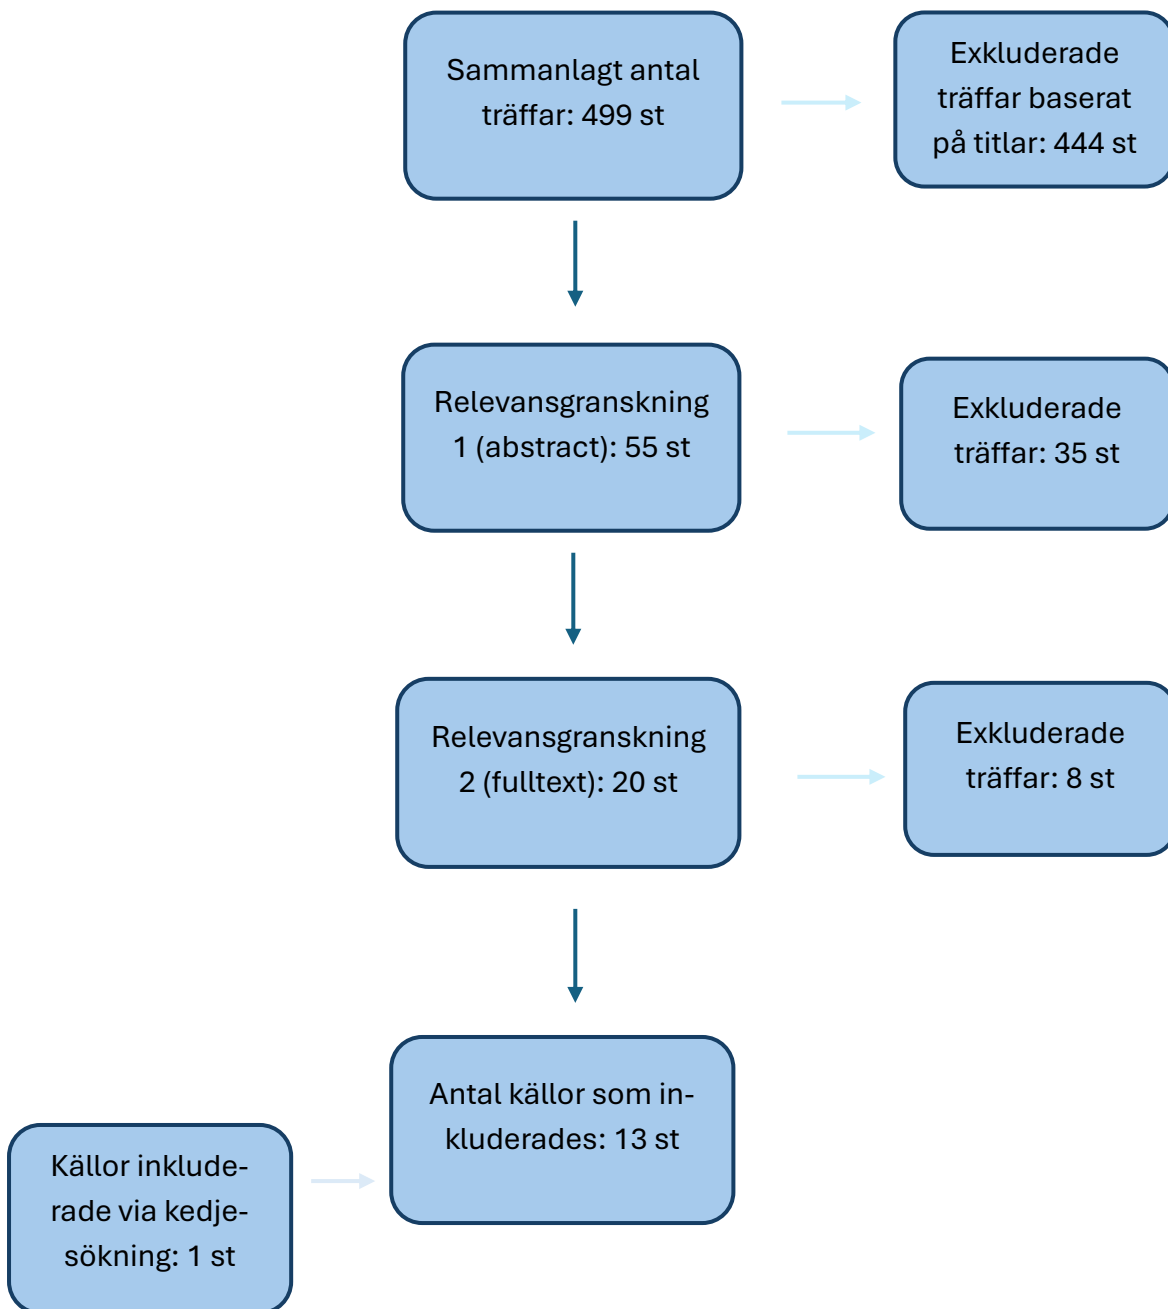 Sammanlagt antal
träffar: 499 st
Exkluderade
träffar baserat
på titlar: 444 st
Relevansgranskning
1 (abstract): 55 st
Exkluderade
träffar: 35 st
Relevansgranskning
2 (fulltext): 20 st
Exkluderade
träffar: 8 st
Antal källor som in-
kluderades: 13 st
Källor inklude-
rade via kedje-
sökning: 1 st